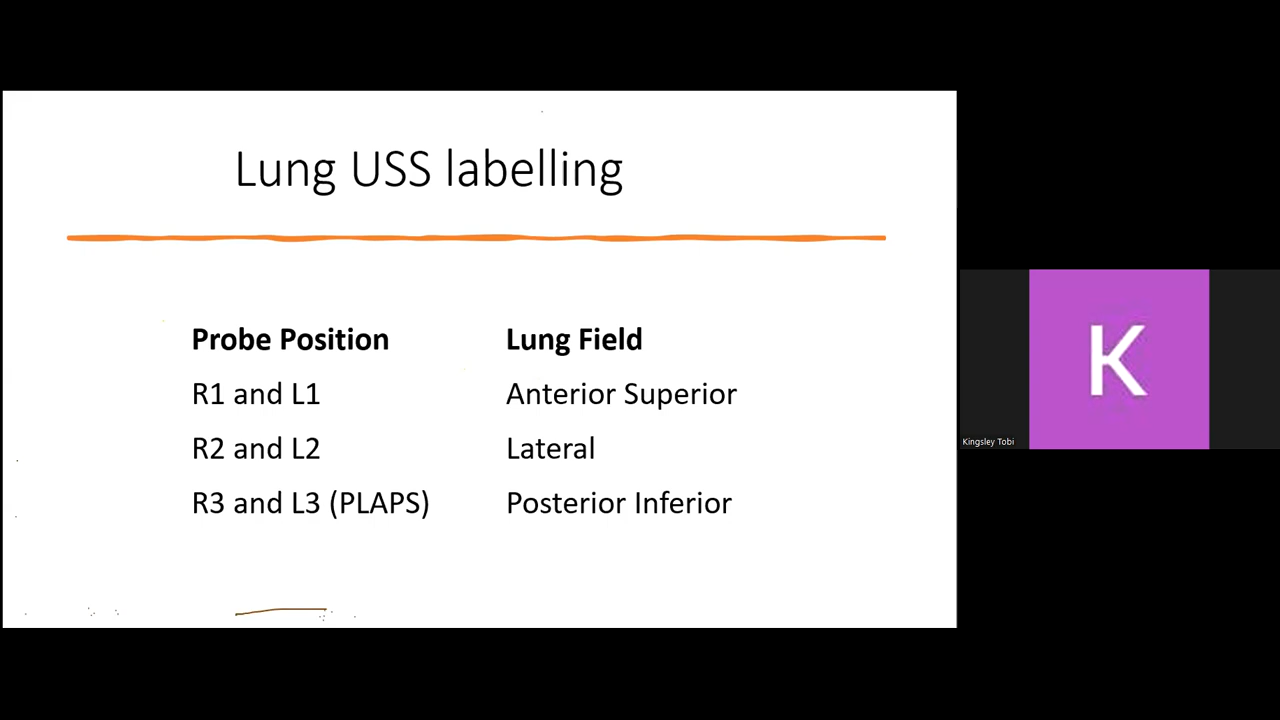 Lung USS labelling
Probe Position Lung Field
R1 and L1 Anterior Superior
R2 and L2 Lateral
R3 and L3 (PLAPS) Posterior Inferior
K
Kingsley Tobi